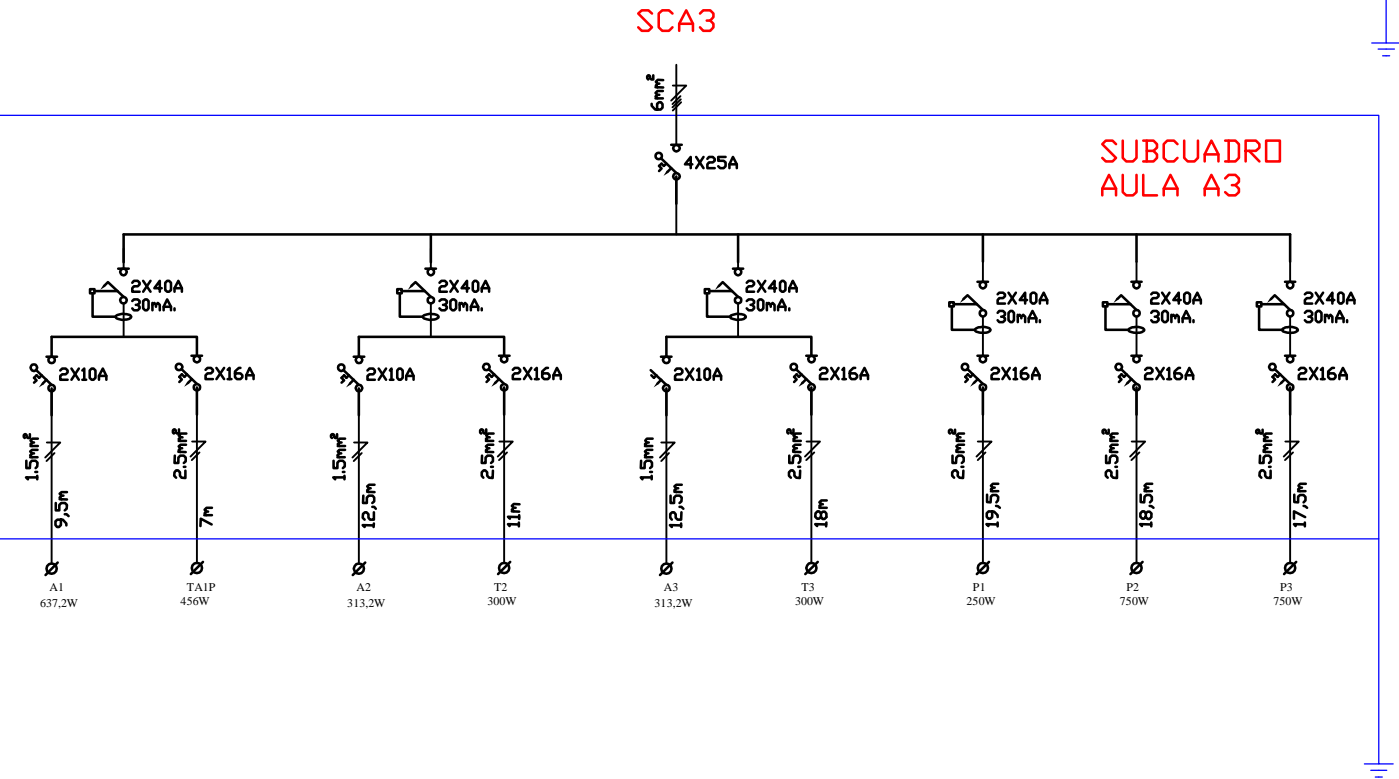 SCA3
6mm²
4X25A
SUBCUADRO
AULA A3
2X40A
30mA.
2X40A
30mA.
2X40A
30mA.
2X40A
30mA.
2X40A
30mA.
2X40A
30mA.
2X10A
2X16A
2X10A
2X16A
2X10A
2X16A
2X16A
2X16A
2X16A
1.5mm²
2.5mm²
1.5mm²
2.5mm²
1.5mm
2.5mm²
2.5mm²
2.5mm²
2.5mm²
9,5m
7m
12,5m
11m
12,5m
18m
19,5m
18,5m
17,5m
A1
637,2W
TA1P
456W
A2
313,2W
T2
300W
A3
313,2W
T3
300W
P1
250W
P2
750W
P3
750W